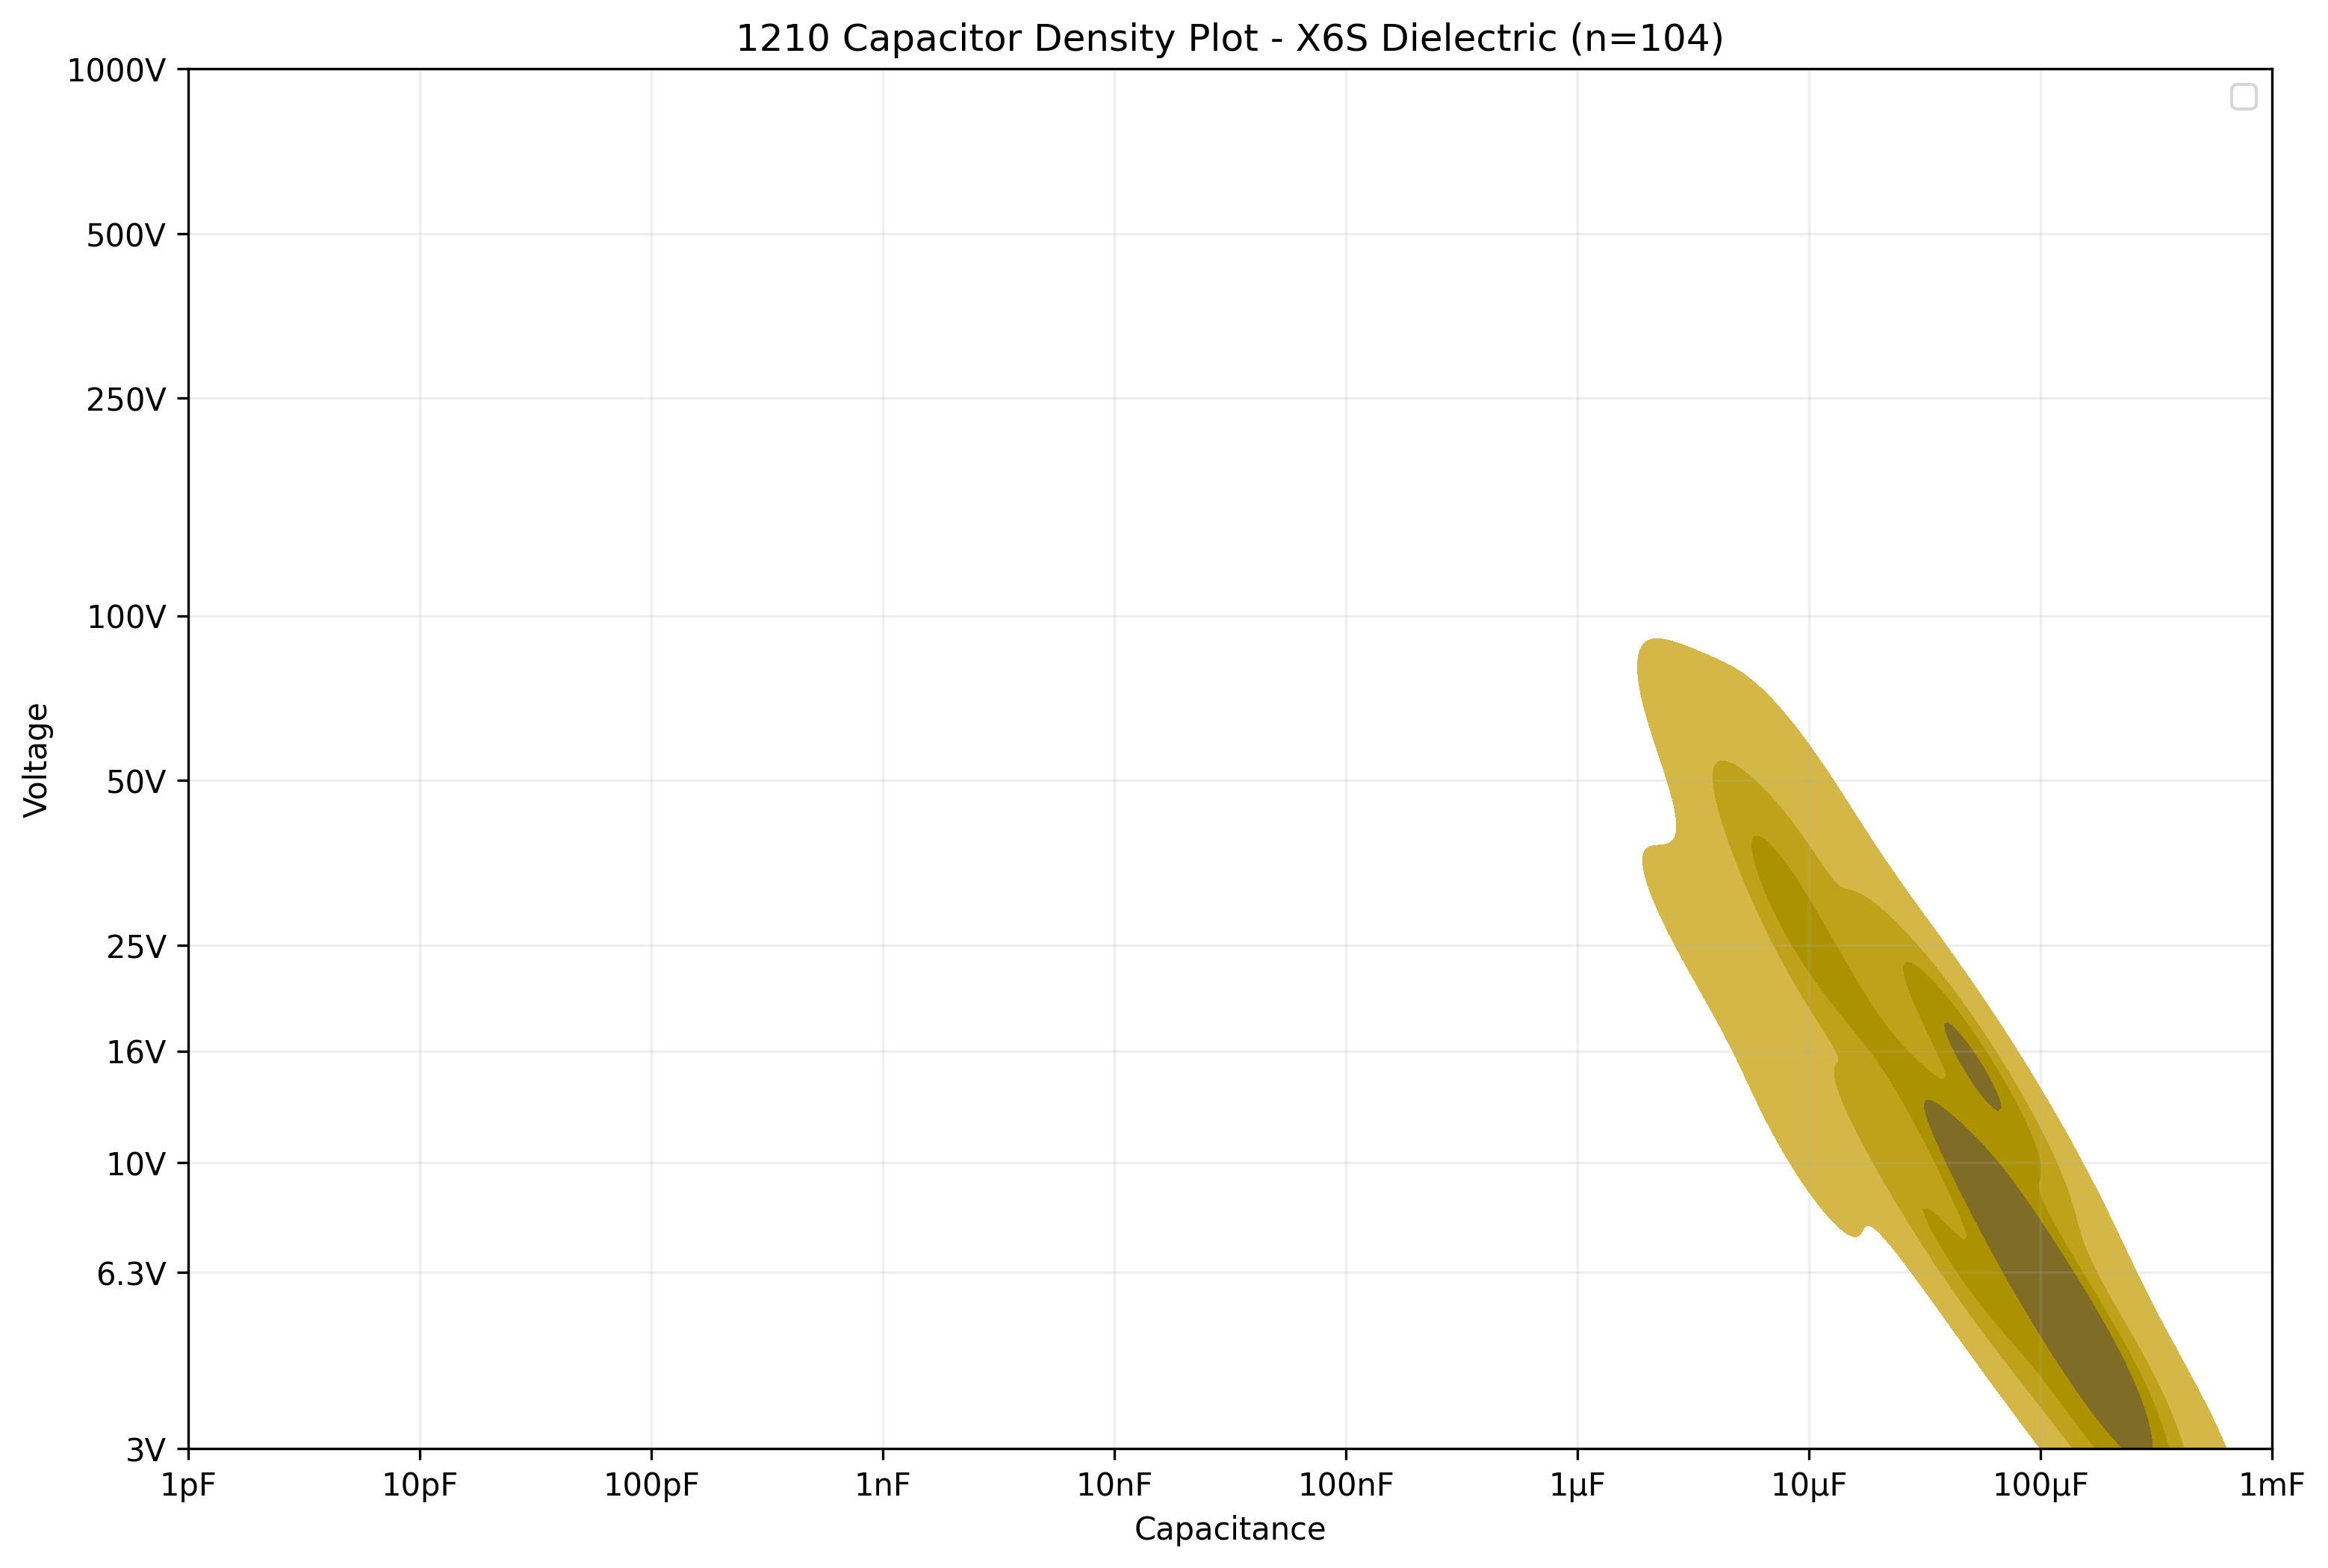 1210 Capacitor Density Plot - X6S Dielectric (n=104)
1000V
500V
250V
100V
50V
25V
16V
10V
6.3V
3V
Voltage
1pF 10pF 100pF 1nF 10nF 100nF 1µF 10µF 100µF 1mF
Capacitance